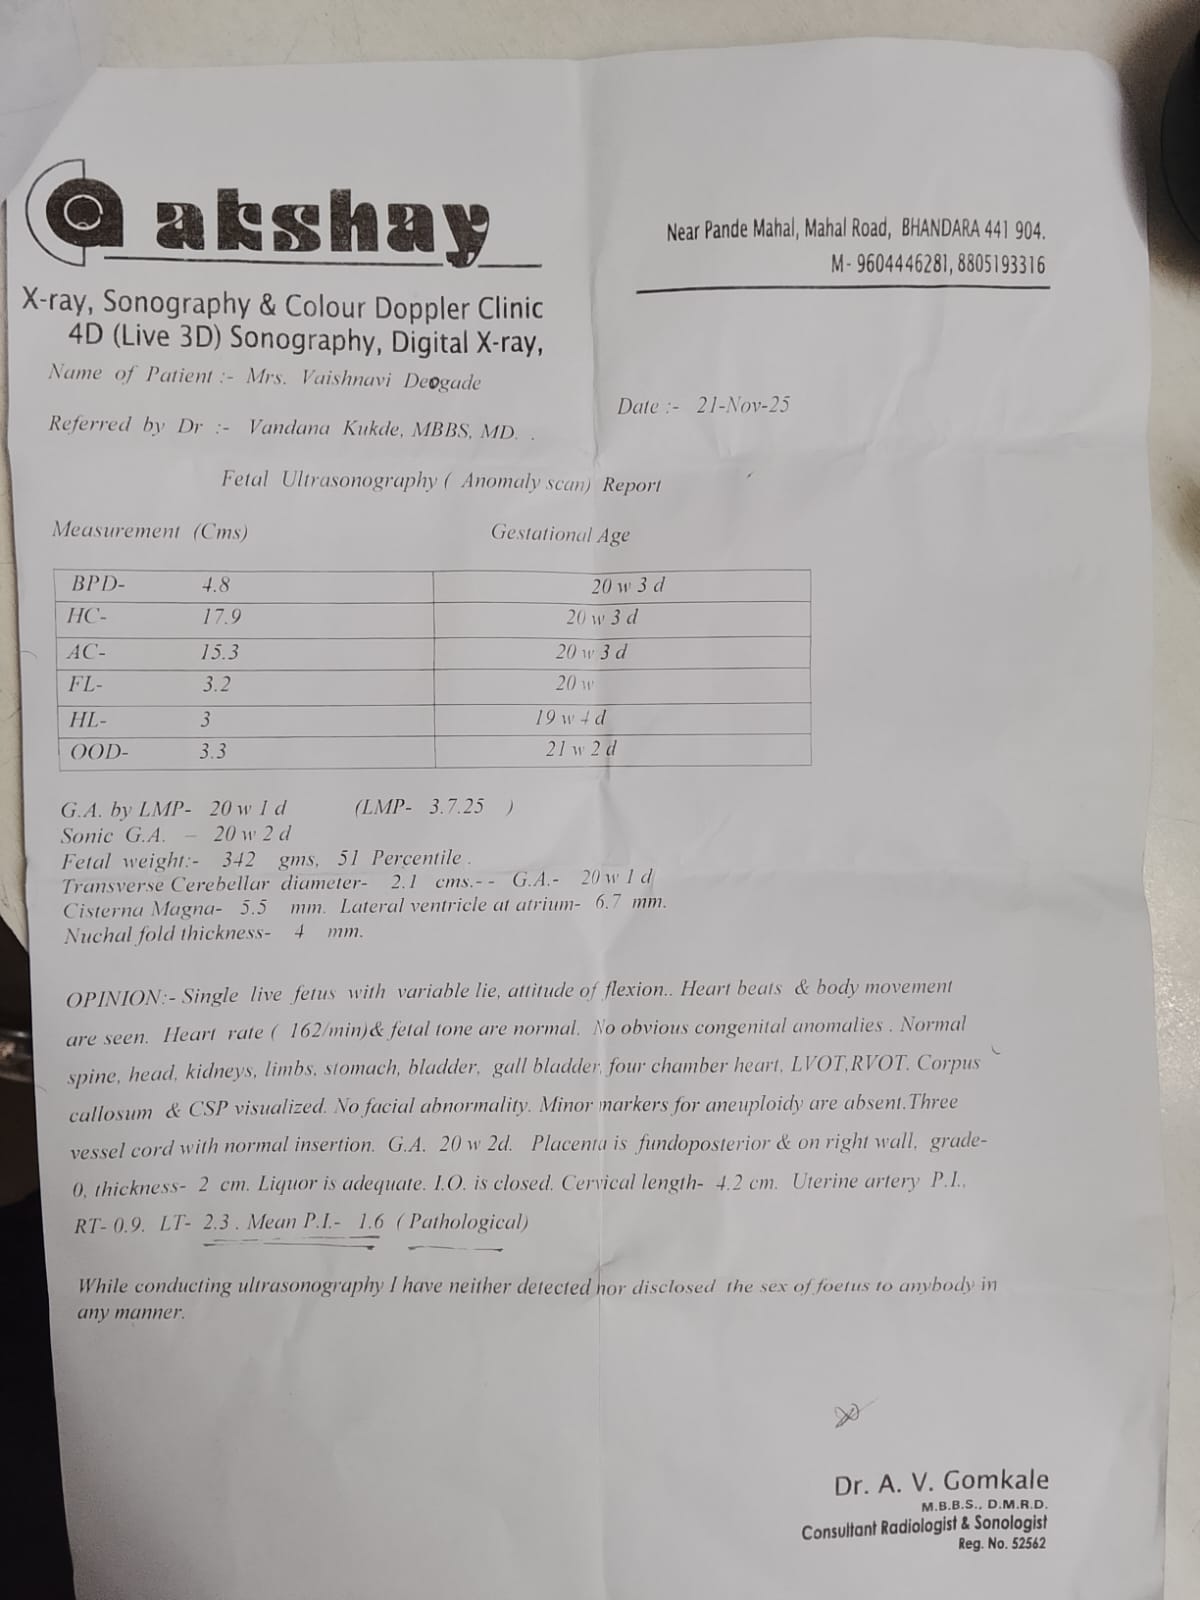 a akshay
X-ray, Sonography & Colour Doppler Clinic
4D (Live 3D) Sonography, Digital X-ray,
Near Pande Mahal, Mahal Road, BHANDARA 441 904.
M- 9604446281, 8805193316
Name of Patient :- Mrs. Vaishnavi Deogade
Date :- 21-Nov-25
Referred by Dr :- Vandana Kukde, MBBS, MD. .
Fetal Ultrasonography ( Anomaly scan) Report
Measurement (Cms) Gestational Age
BPD- 4.8 20 w 3 d
HC- 17.9 20 w 3 d
AC- 15.3 20 w 3 d
FL- 3.2 20 w
HL- 3 19 w 4 d
OOD- 3.3 21 w 2 d
G.A. by LMP- 20 w 1 d (LMP- 3.7.25 )
Sonic G.A. – 20 w 2 d
Fetal weight:- 342 gms, 51 Percentile .
Transverse Cerebellar diameter- 2.1 cms.-- G.A.- 20 w 1 d
Cisterna Magna- 5.5 mm. Lateral ventricle at atrium- 6.7 mm.
Nuchal fold thickness- 4 mm.
OPINION:- Single live fetus with variable lie, attitude of flexion.. Heart beats & body movement
are seen. Heart rate ( 162/min)& fetal tone are normal. No obvious congenital anomalies . Normal
spine, head, kidneys, limbs, stomach, bladder, gall bladder, four chamber heart, LVOT,RVOT. Corpus
callosum & CSP visualized. No facial abnormality. Minor markers for aneuploidy are absent.Three
vessel cord with normal insertion. G.A. 20 w 2d. Placenta is fundoposterior & on right wall, grade-
0, thickness- 2 cm. Liquor is adequate. I.O. is closed. Cervical length- 4.2 cm. Uterine artery P.I.,
RT- 0.9. LT- 2.3 . Mean P.I.- 1.6 ( Pathological)
While conducting ultrasonography I have neither detected nor disclosed the sex of foetus to anybody in
any manner.
Dr. A. V. Gomkale
M.B.B.S., D.M.R.D.
Consultant Radiologist & Sonologist
Reg. No. 52562